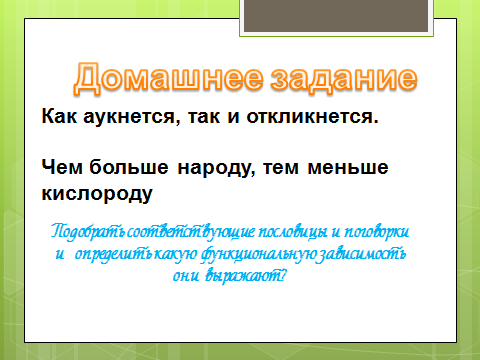 Домашнее задание
Как аукнется, так и откликнется.
Чем больше народу, тем меньше
кислороду
Подобрать соответствующие пословицы и поговорки
и определить какую функциональную зависимость
они выражают?